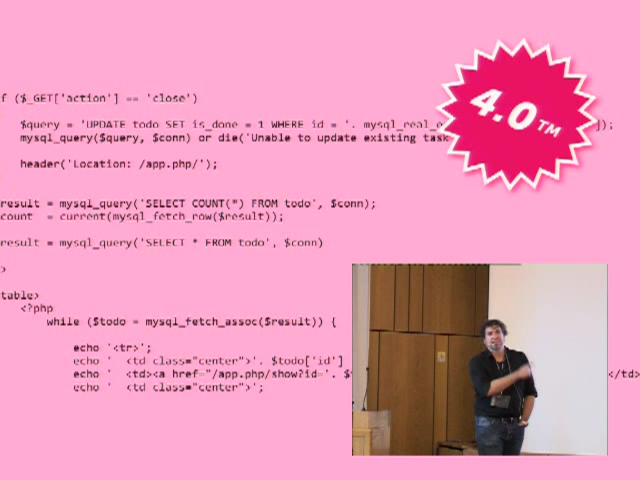 f ($_GET['action'] == 'close')
$query = 'UPDATE todo SET is_done = 1 WHERE id = '. mysql_real_e ]);
mysql_query($query, $conn) or die('Unable to update existing task
header('Location: /app.php/');
result = mysql_query('SELECT COUNT(*) FROM todo', $conn);
count = current(mysql_fetch_row($result));
result = mysql_query('SELECT * FROM todo', $conn)
>
table>
<?php
while ($todo = mysql_fetch_assoc($result)) {
echo '<tr>';
echo ' <td class="center">'. $todo['id']
echo ' <td><a href="/app.php/show?id='. $ </td>
echo ' <td class="center">';
4.0™